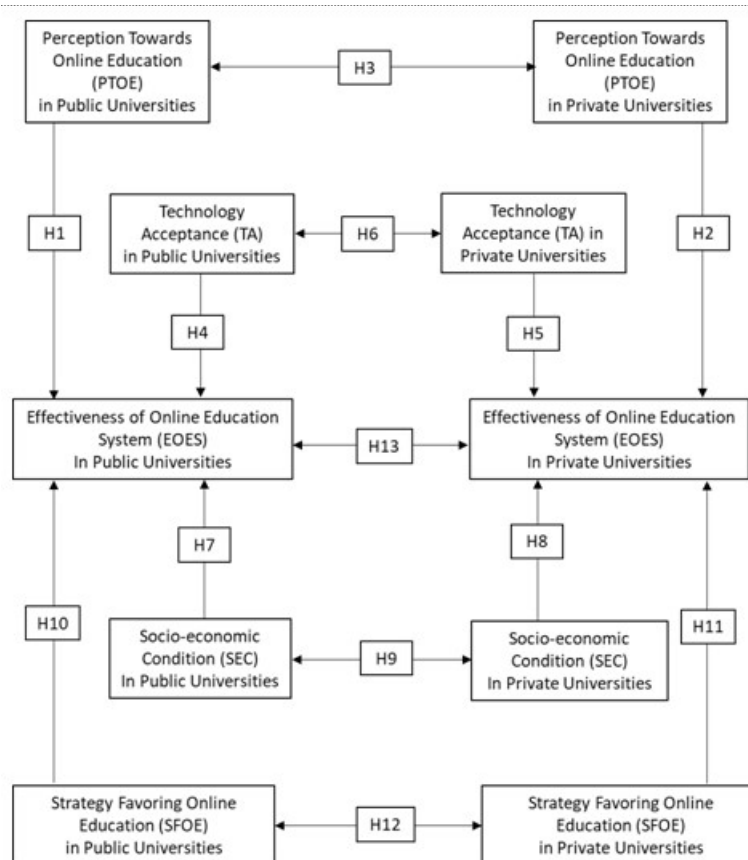 Perception Towards
Online Education
(PTOE)
in Public Universities
H3
Perception Towards
Online Education
(PTOE)
in Private Universities
H1
Technology
Acceptance (TA)
in Public Universities
H6
Technology
Acceptance (TA) in
Private Universities
H2
H4
H5
Effectiveness of Online Education
System (EOES)
In Public Universities
H13
Effectiveness of Online Education
System (EOES)
In Private Universities
H7
H8
H10
H11
Socio-economic
Condition (SEC)
In Public Universities
H9
Socio-economic
Condition (SEC)
In Private Universities
Strategy Favoring Online
Education (SFOE)
in Public Universities
H12
Strategy Favoring Online
Education (SFOE)
in Private Universities